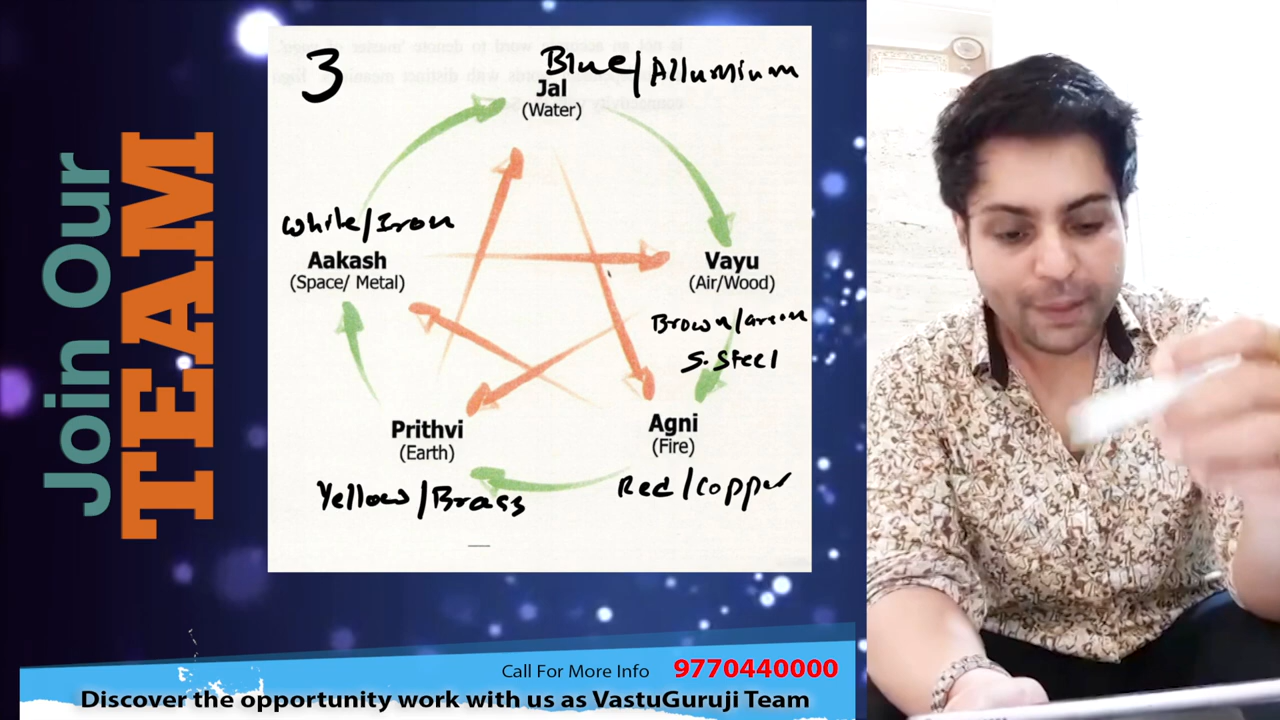 Join Our
TEAM
3
Blue/Alluminium
Jal
(Water)
White/Iron
Aakash
(Space/ Metal)
Vayu
(Air/Wood)
Brown/Green
S.Steel
Prithvi
(Earth)
Agni
(Fire)
Yellow/Brass
Red/Copper
Call For More Info 9770440000
Discover the opportunity work with us as VastuGuruji Team